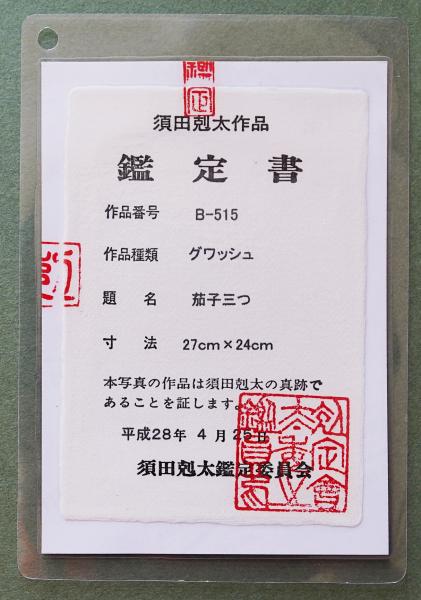 須田剋太作品
鑑定書
作品番号 B-515
作品種類 グワッシュ
題名 茄子三つ
寸法 27cm×24cm
本写真の作品は須田剋太の真跡で
あることを証します。
平成28年 4月25日
須田剋太鑑定委員会